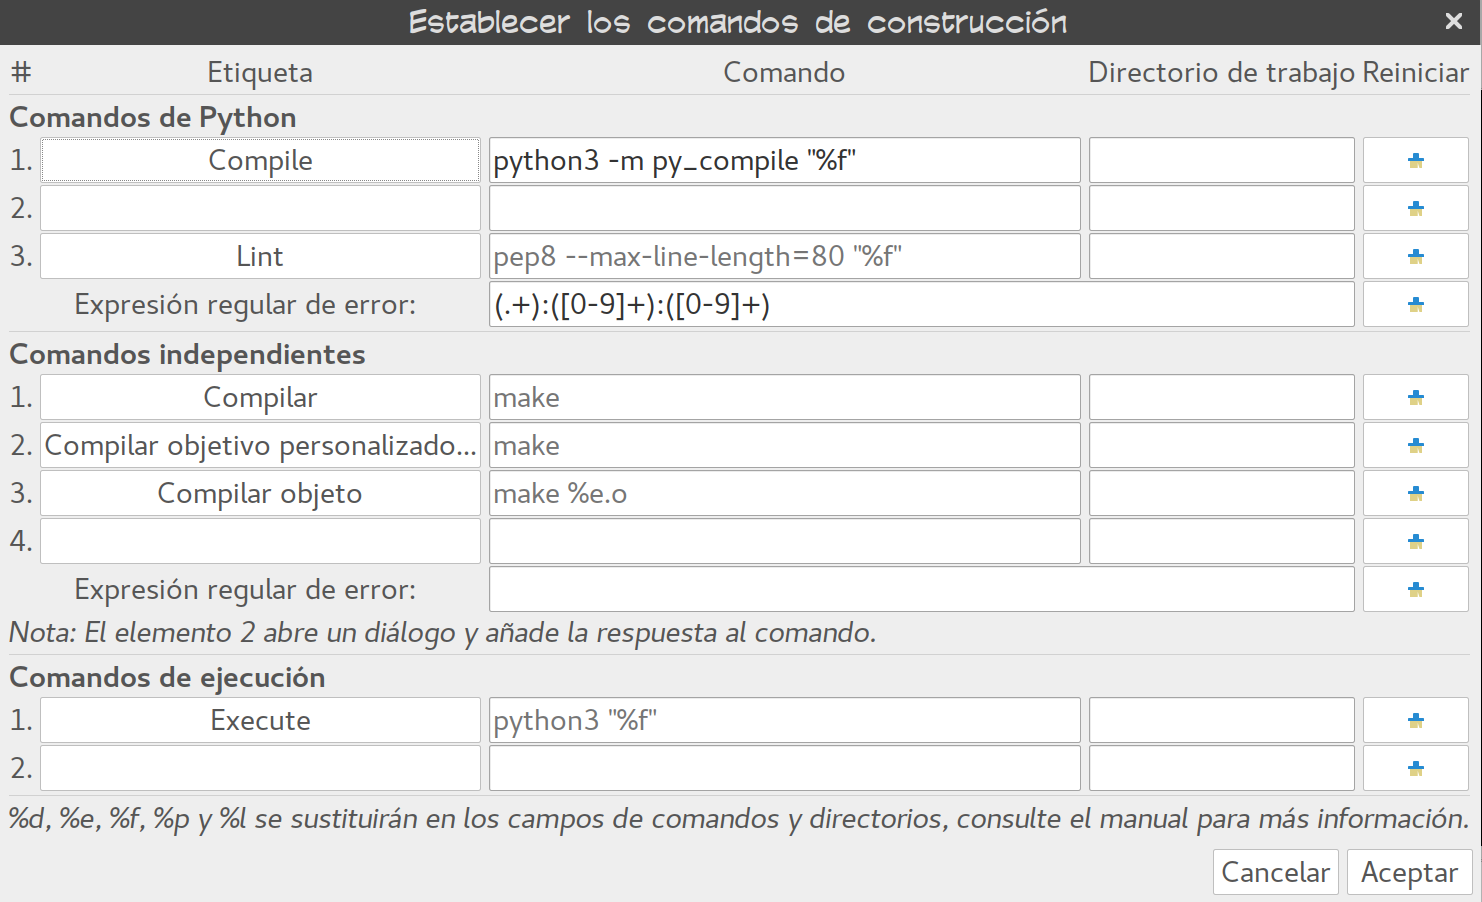 Establecer los comandos de construcción
# Etiqueta Comando Directorio de trabajo Reiniciar
Comandos de Python
1. Compile python3 -m py_compile "%f"
2.
3. Lint pep8 --max-line-length=80 "%f"
Expresión regular de error: (.+):([0-9]+):([0-9]+)
Comandos independientes
1. Compilar make
2. Compilar objetivo personalizado... make
3. Compilar objeto make %e.o
4.
Expresión regular de error:
Nota: El elemento 2 abre un diálogo y añade la respuesta al comando.
Comandos de ejecución
1. Execute python3 "%f"
2.
%d, %e, %f, %p y %l se sustituirán en los campos de comandos y directorios, consulte el manual para más información.
Cancelar Aceptar